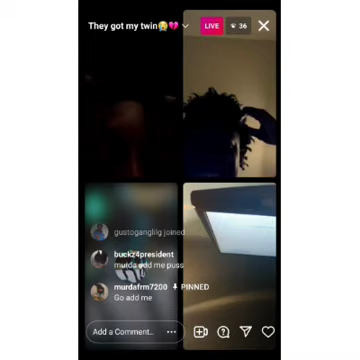 They got my twin😭💔
LIVE
36
gustoganglilg joined
buckz4president
murda add me puss
murdafrm7200 PINNED
Go add me
Add a Comment...